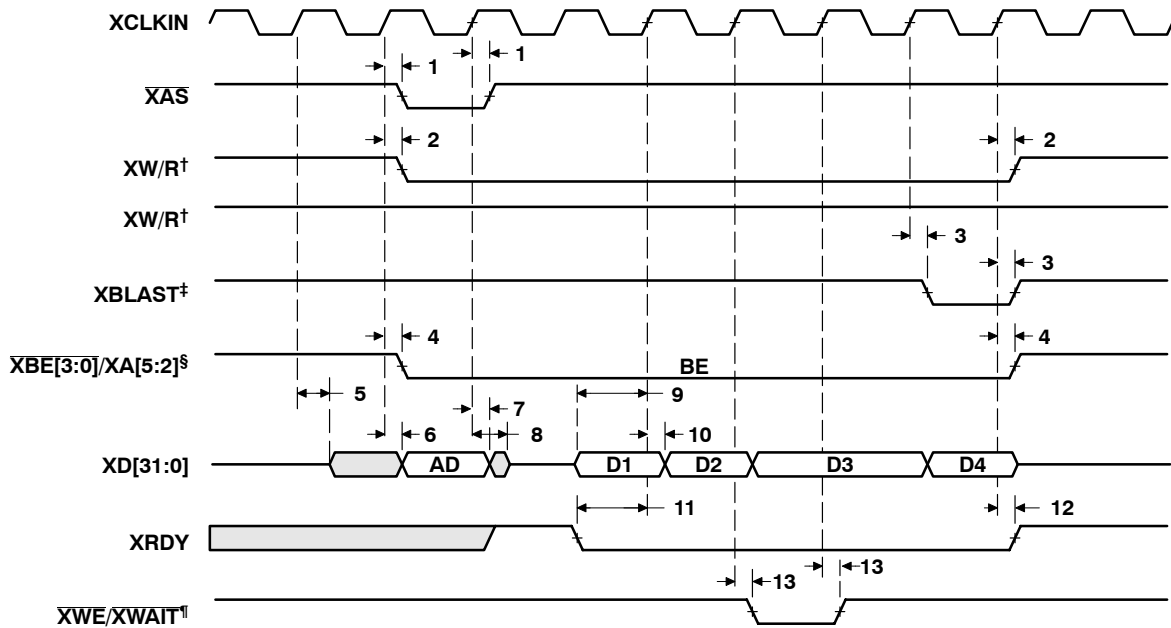 XCLKIN
1
1
XAS
2
2
XW/R†
XW/R†
3
3
XBLAST‡
4
4
XBE[3:0]/XA[5:2]§
BE
5
7
9
6
8
10
XD[31:0]
AD
D1
D2
D3
D4
11
12
XRDY
13
13
XWE/XWAIT¶